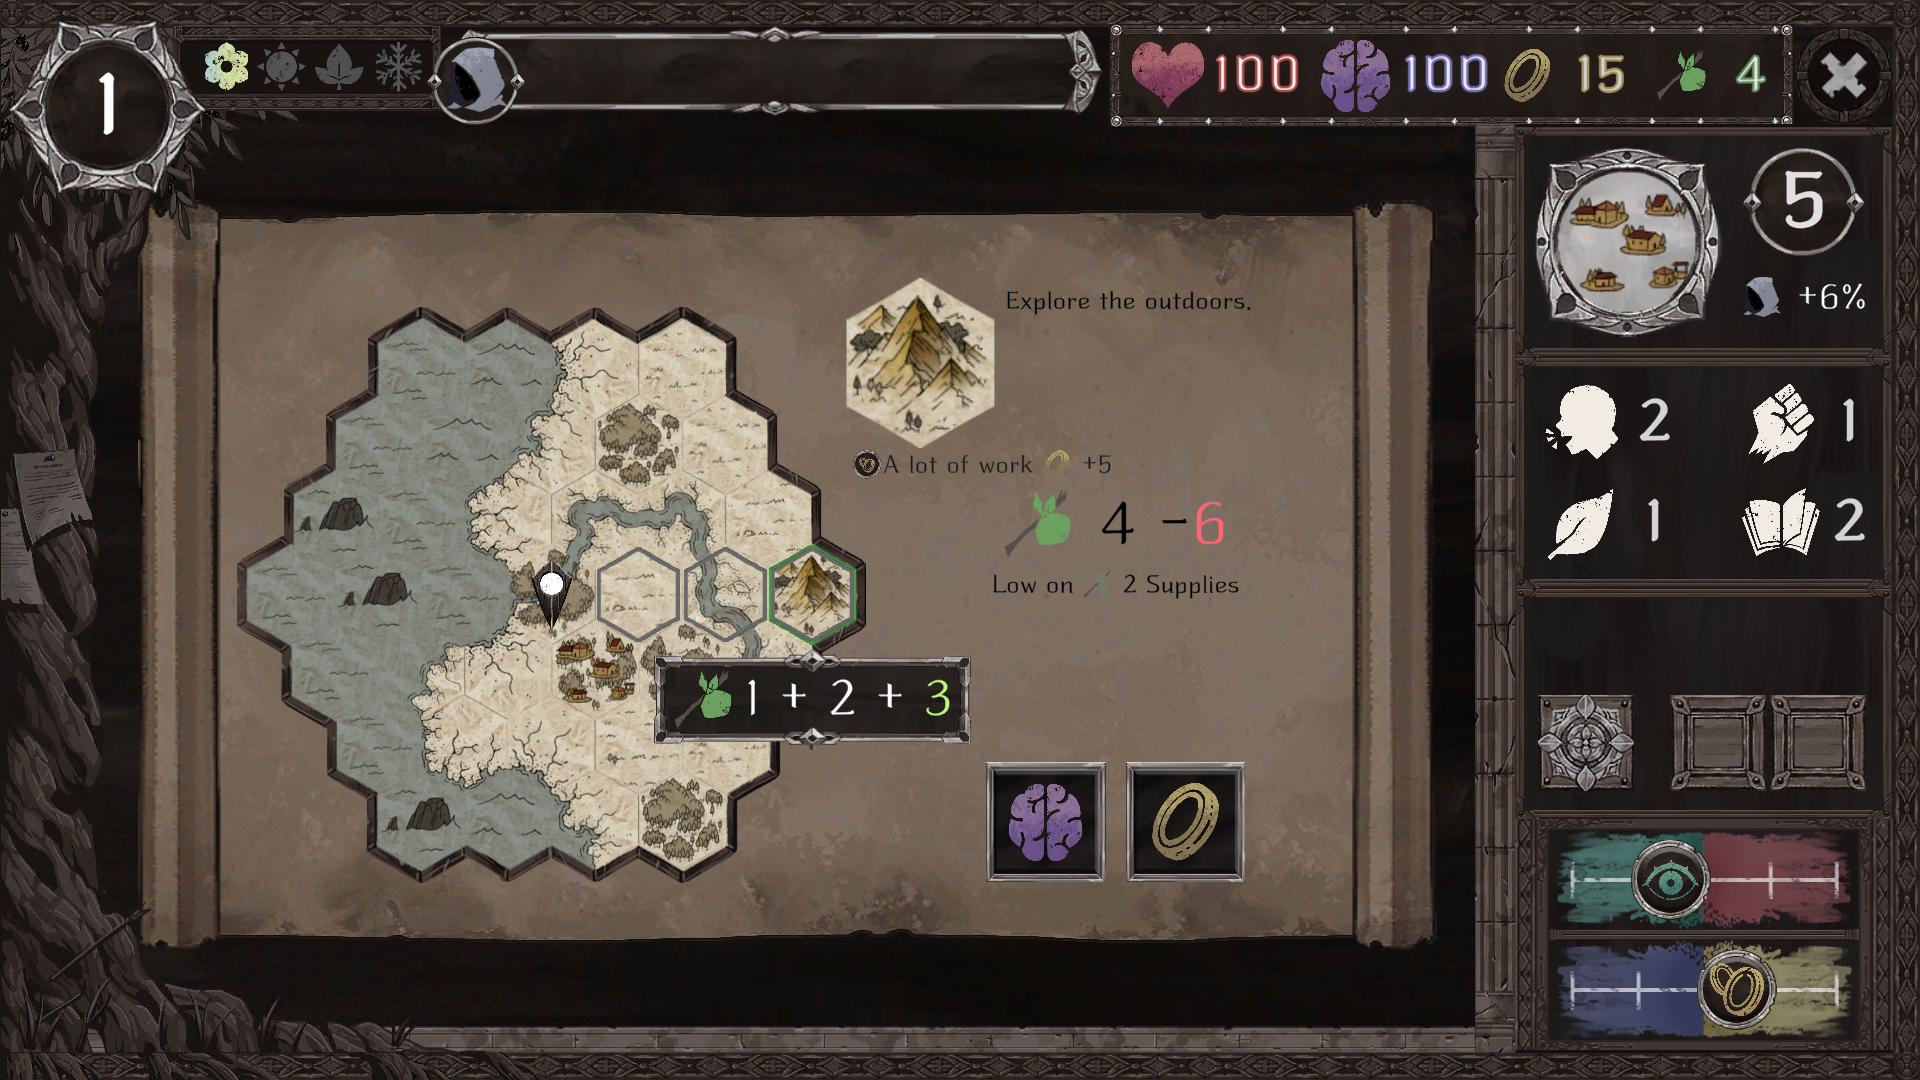 1
100 100 15 4
5
+6%
Explore the outdoors.
A lot of work +5
4 -6
Low on 2 Supplies
1 + 2 + 3
2 1
1 2